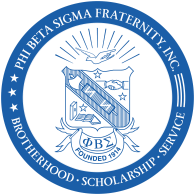 PHI BETA SIGMA FRATERNITY, INC.
ΦΒΣ
FOUNDED 1914
BROTHERHOOD · SCHOLARSHIP · SERVICE